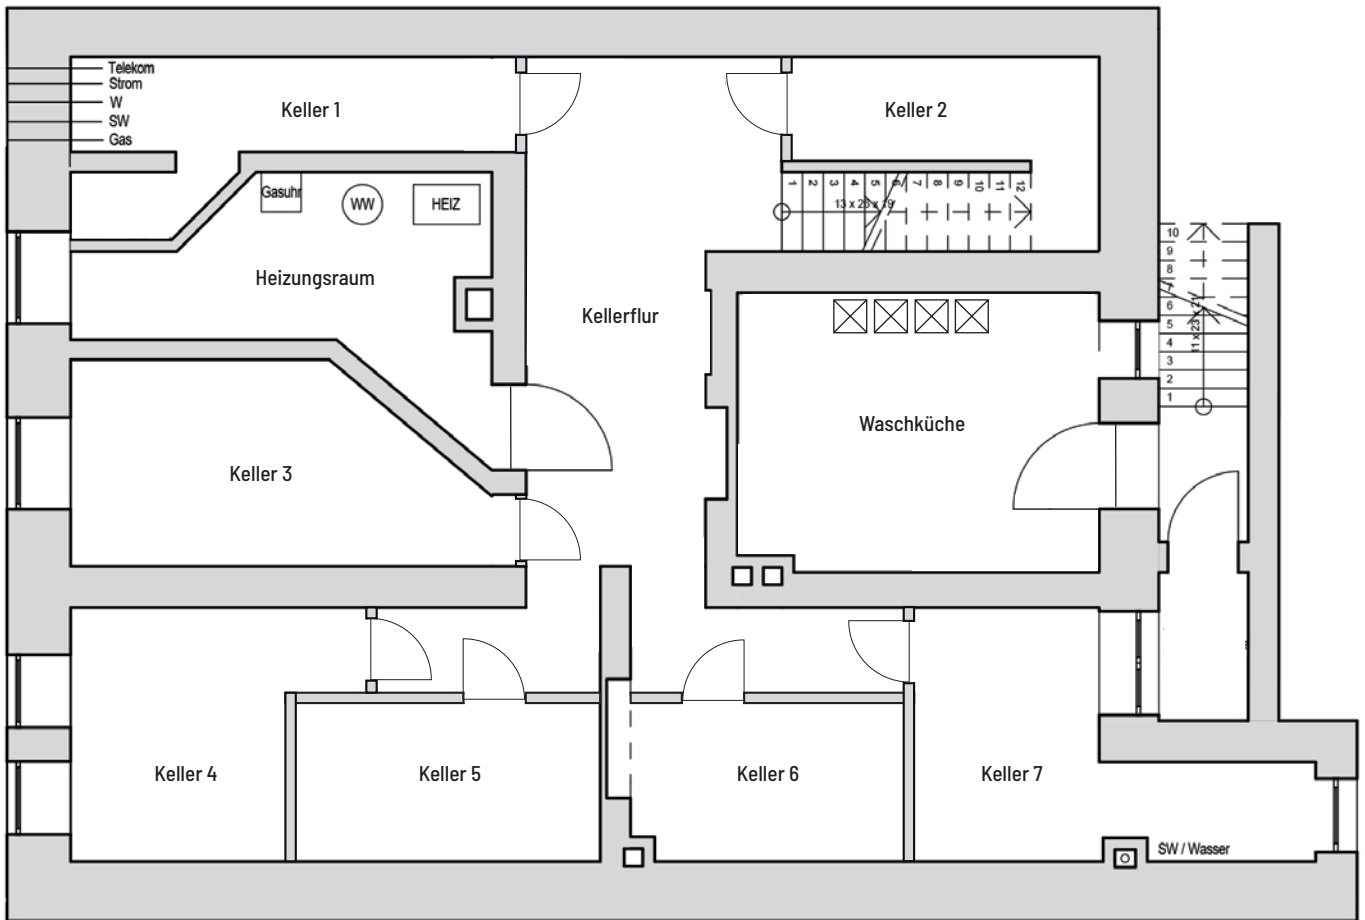 Telekom
Strom
W
SW
Gas
Keller 1
Keller 2
Gasuhr
WW
HEIZ
1 2 3 4 5 6 7 8 9 10 11 12
13 x 26 x 19
Heizungsraum
Kellerflur
10
9
8
7
6
5
4
3
2
1
11 x 23 x 21
Waschküche
Keller 3
Keller 4
Keller 5
Keller 6
Keller 7
SW / Wasser